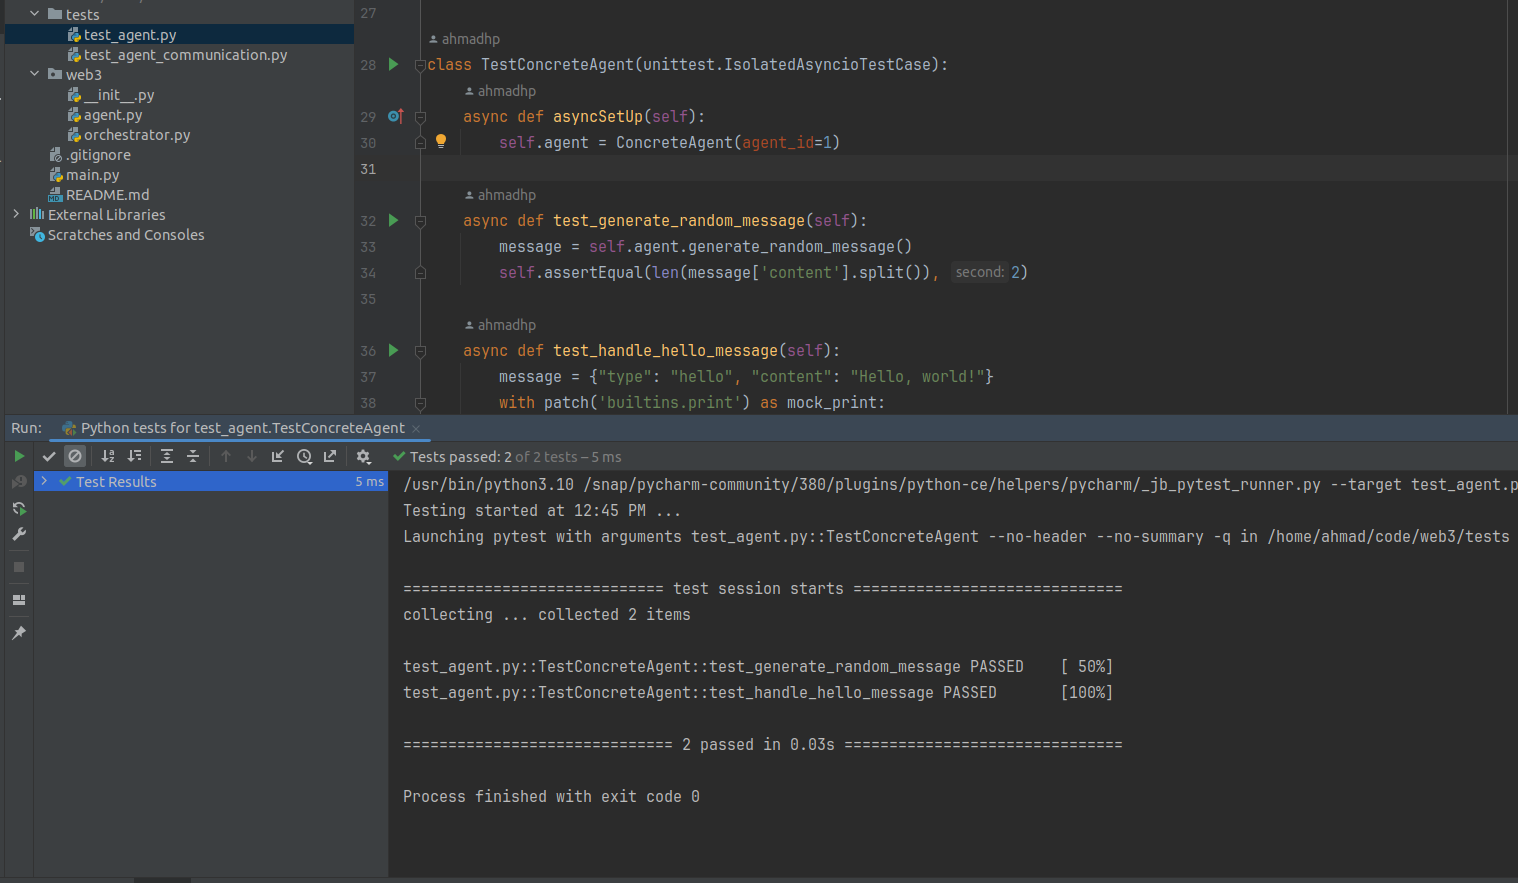 tests
test_agent.py
test_agent_communication.py
web3
__init__.py
agent.py
orchestrator.py
.gitignore
main.py
README.md
External Libraries
Scratches and Consoles
27
ahmadhp
28 class TestConcreteAgent(unittest.IsolatedAsyncioTestCase):
ahmadhp
29 async def asyncSetUp(self):
30 self.agent = ConcreteAgent(agent_id=1)
31
ahmadhp
32 async def test_generate_random_message(self):
33 message = self.agent.generate_random_message()
34 self.assertEqual(len(message['content'].split()), second: 2)
35
ahmadhp
36 async def test_handle_hello_message(self):
37 message = {"type": "hello", "content": "Hello, world!"}
38 with patch('builtins.print') as mock_print:
Run: Python tests for test_agent.TestConcreteAgent
Tests passed: 2 of 2 tests – 5 ms
Test Results 5 ms
/usr/bin/python3.10 /snap/pycharm-community/380/plugins/python-ce/helpers/pycharm/_jb_pytest_runner.py --target test_agent.p
Testing started at 12:45 PM ...
Launching pytest with arguments test_agent.py::TestConcreteAgent --no-header --no-summary -q in /home/ahmad/code/web3/tests
============================= test session starts ==============================
collecting ... collected 2 items
test_agent.py::TestConcreteAgent::test_generate_random_message PASSED [ 50%]
test_agent.py::TestConcreteAgent::test_handle_hello_message PASSED [100%]
============================== 2 passed in 0.03s ===============================
Process finished with exit code 0